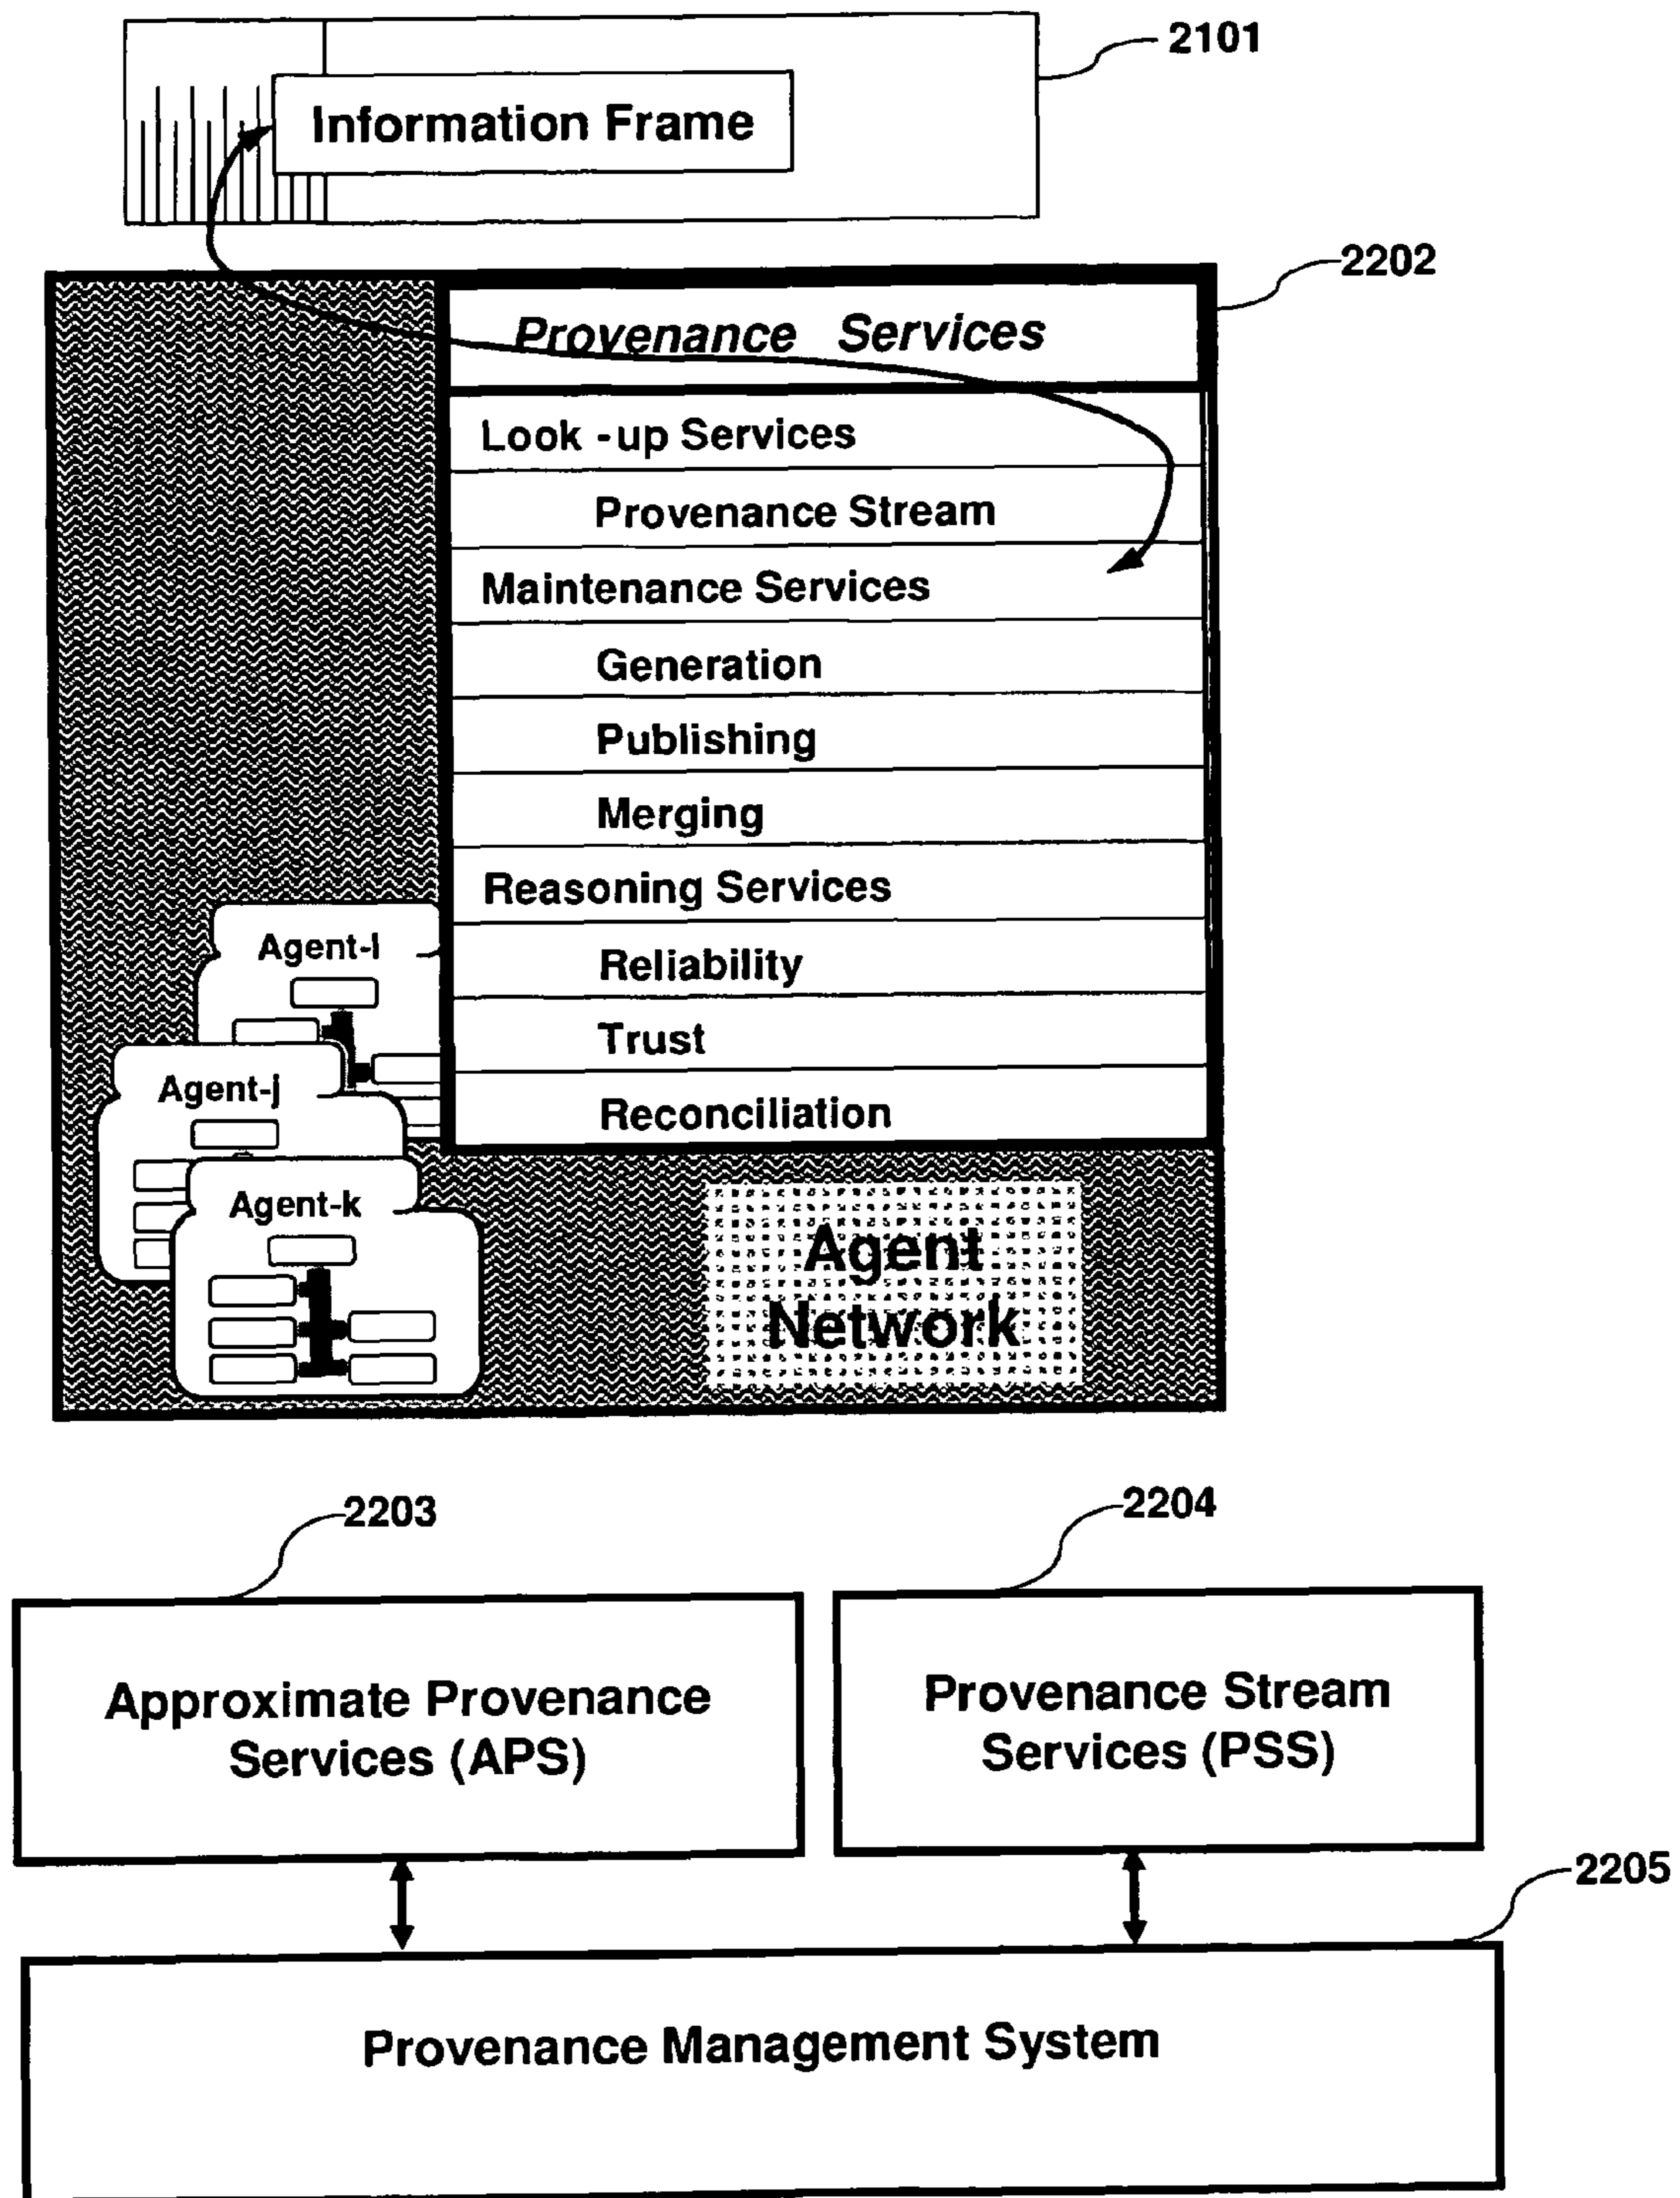 2101
Information Frame
2202
Provenance Services
Look -up Services
Provenance Stream
Maintenance Services
Generation
Publishing
Merging
Reasoning Services
Reliability
Trust
Reconciliation
Agent-l
Agent-j
Agent-k
Agent
Network
2203
2204
Approximate Provenance
Services (APS)
Provenance Stream
Services (PSS)
2205
Provenance Management System